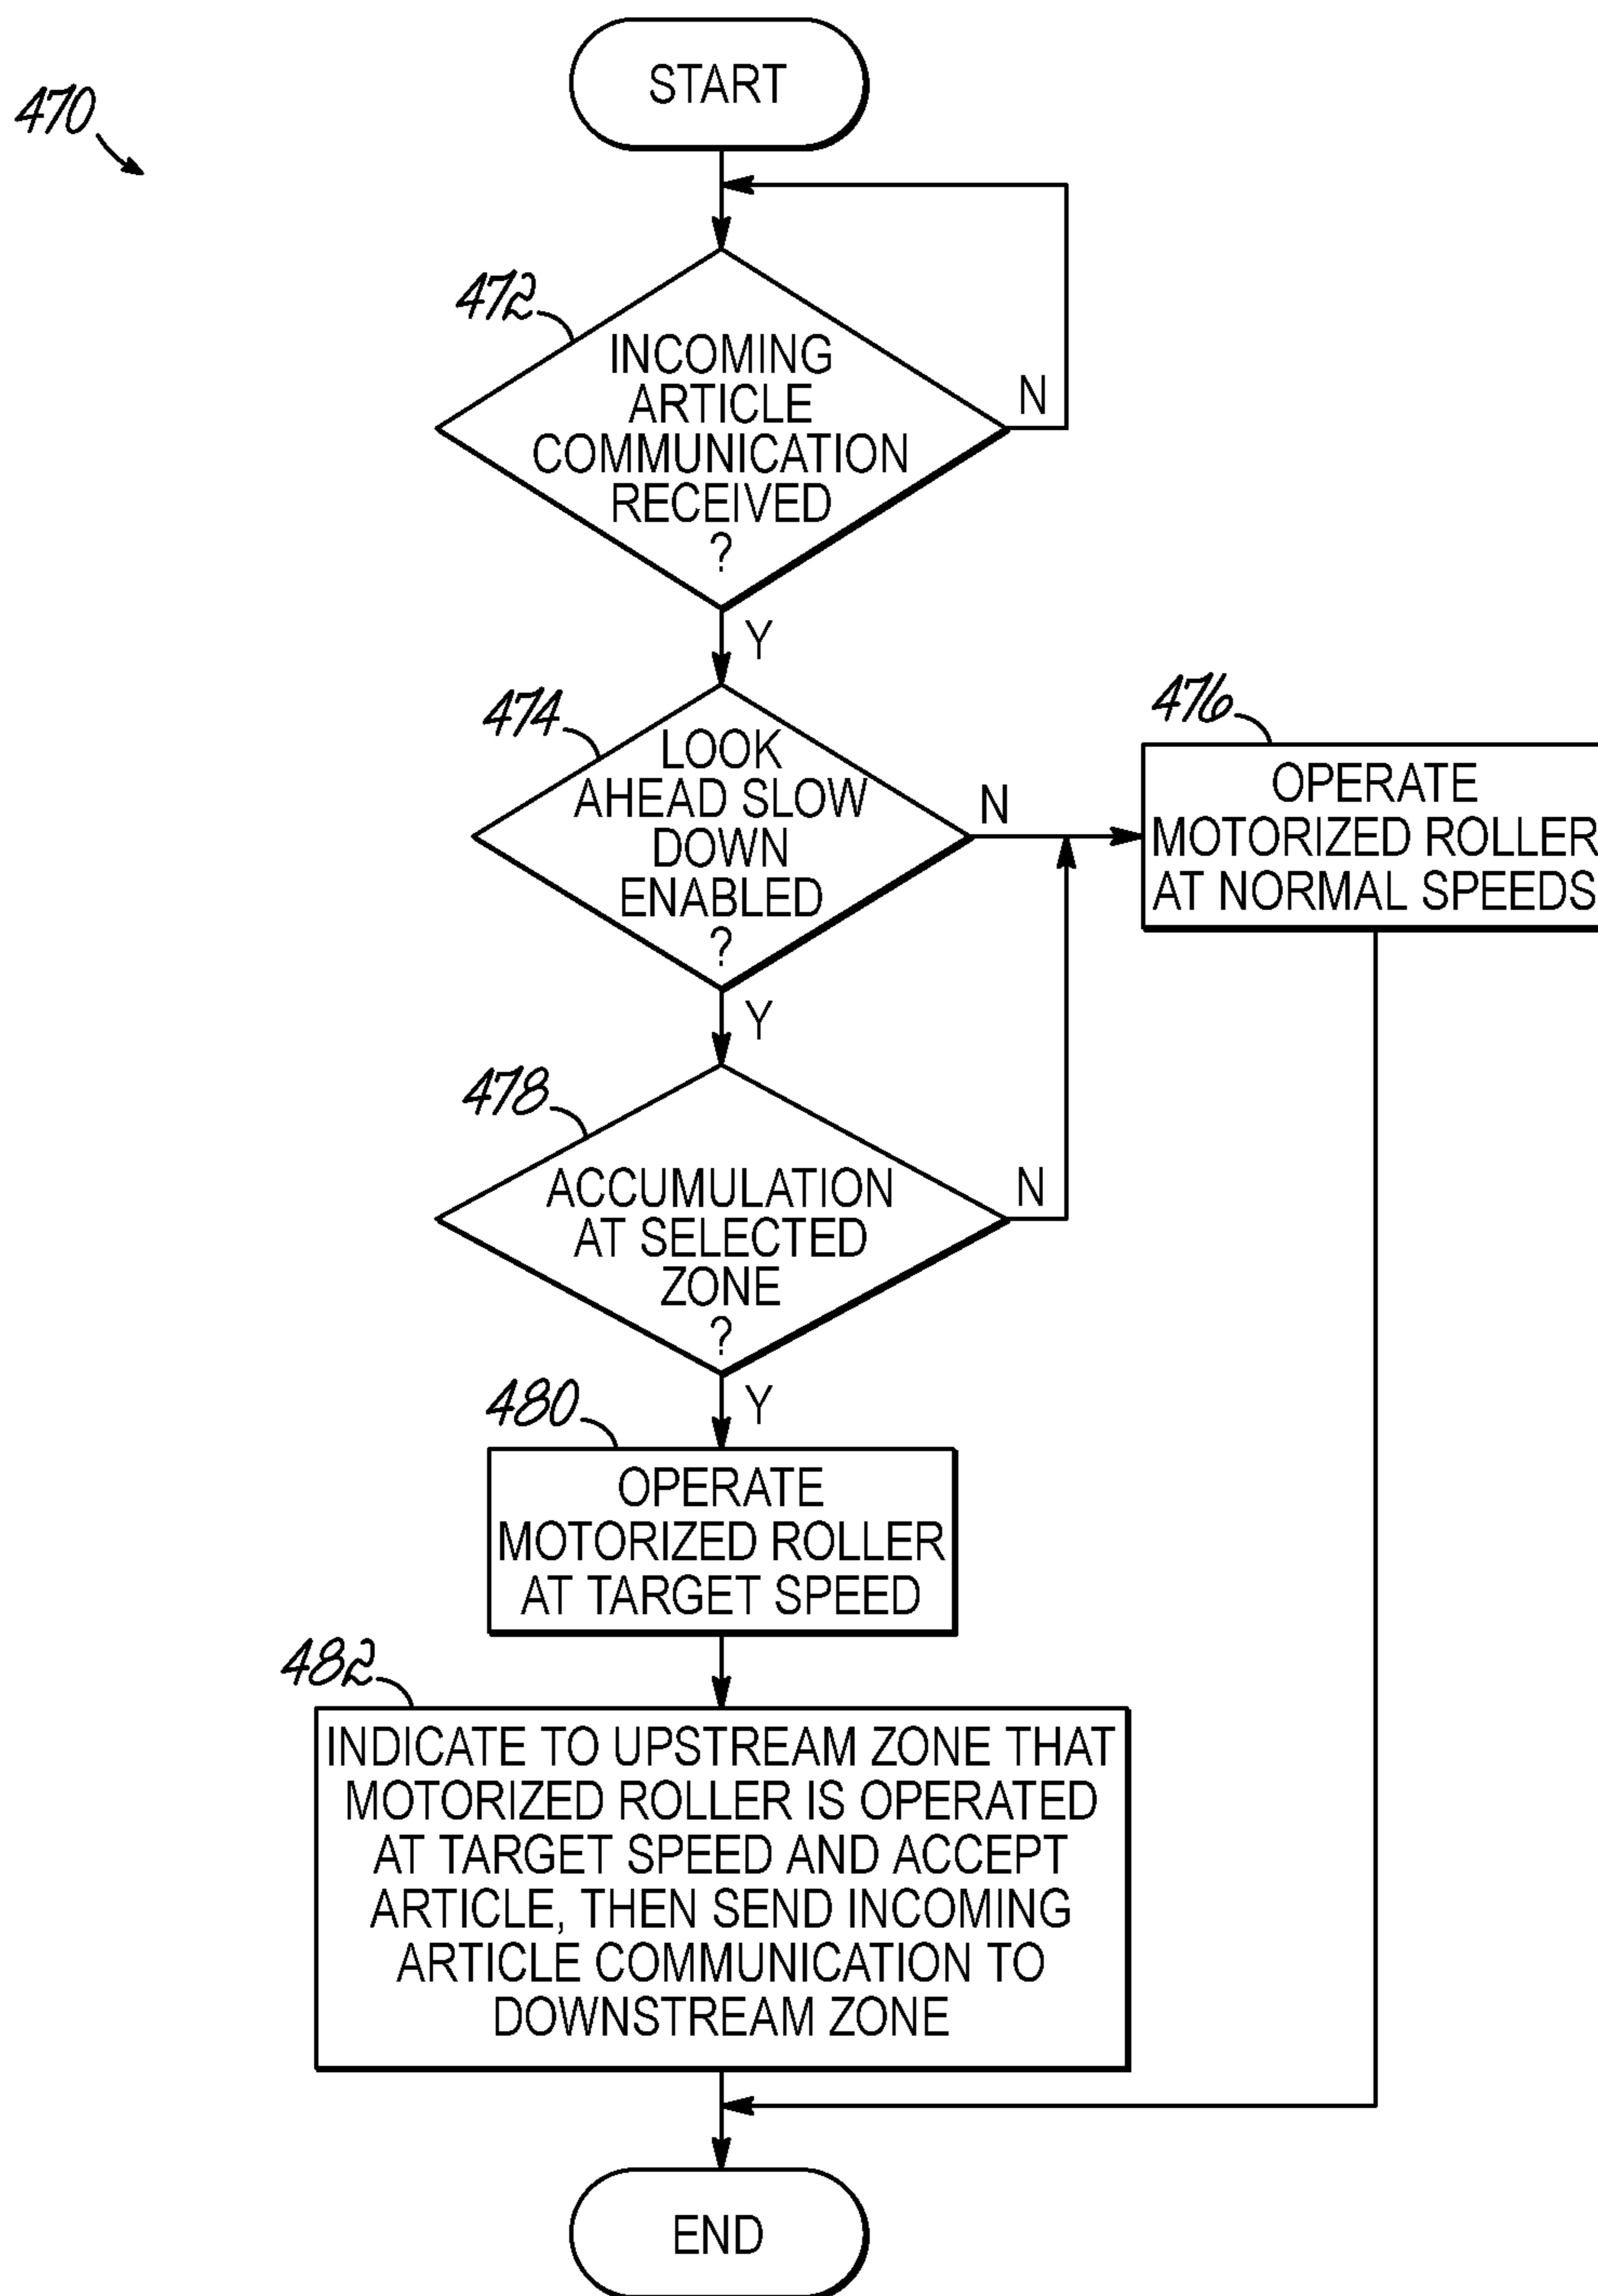 470
START
472
INCOMING
ARTICLE
COMMUNICATION
RECEIVED
?
N
Y
474
LOOK
AHEAD SLOW
DOWN
ENABLED
?
N
476
OPERATE
MOTORIZED ROLLER
AT NORMAL SPEEDS
Y
478
ACCUMULATION
AT SELECTED
ZONE
?
N
Y
480
OPERATE
MOTORIZED ROLLER
AT TARGET SPEED
482
INDICATE TO UPSTREAM ZONE THAT
MOTORIZED ROLLER IS OPERATED
AT TARGET SPEED AND ACCEPT
ARTICLE, THEN SEND INCOMING
ARTICLE COMMUNICATION TO
DOWNSTREAM ZONE
END